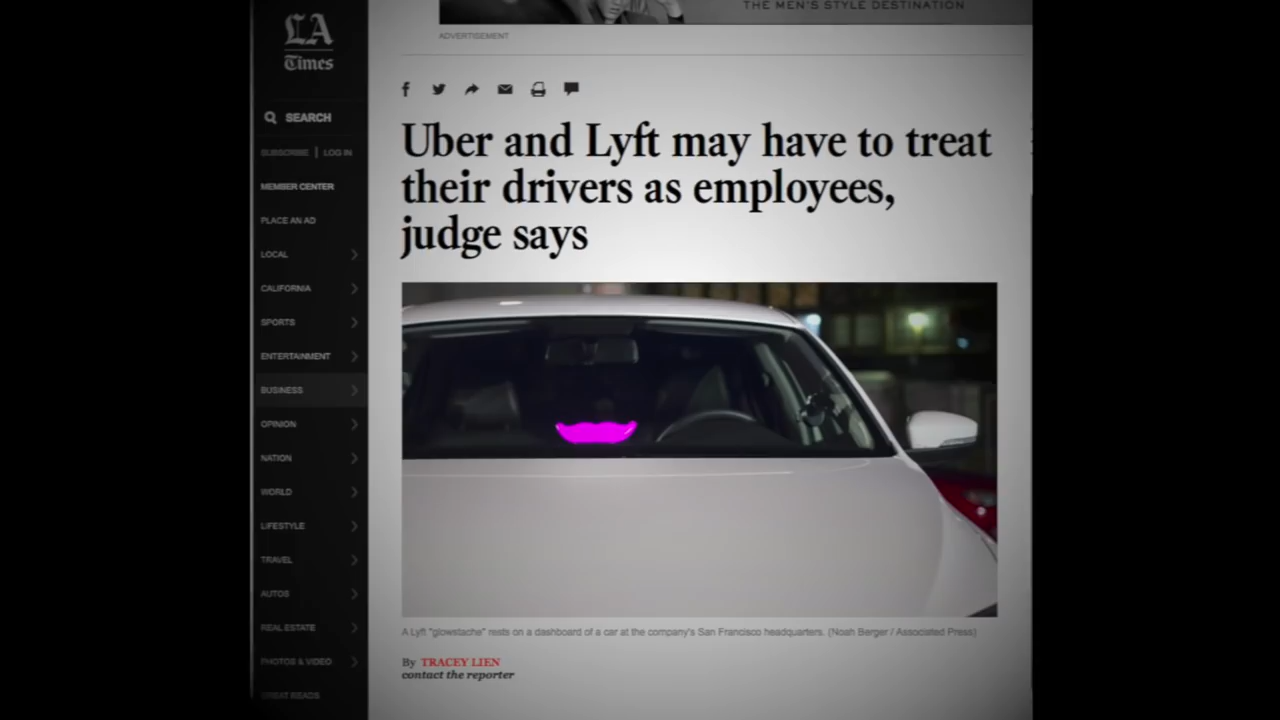 THE MEN'S STYLE DESTINATION
ADVERTISEMENT
LA
Times
SEARCH
SUBSCRIBE | LOG IN
MEMBER CENTER
PLACE AN AD
LOCAL
CALIFORNIA
SPORTS
ENTERTAINMENT
BUSINESS
OPINION
NATION
WORLD
LIFESTYLE
TRAVEL
AUTOS
REAL ESTATE
PHOTOS & VIDEO
GREAT READS
Uber and Lyft may have to treat
their drivers as employees,
judge says
A Lyft "glowstache" rests on a dashboard of a car at the company's San Francisco headquarters. (Noah Berger / Associated Press)
By TRACEY LIEN
contact the reporter